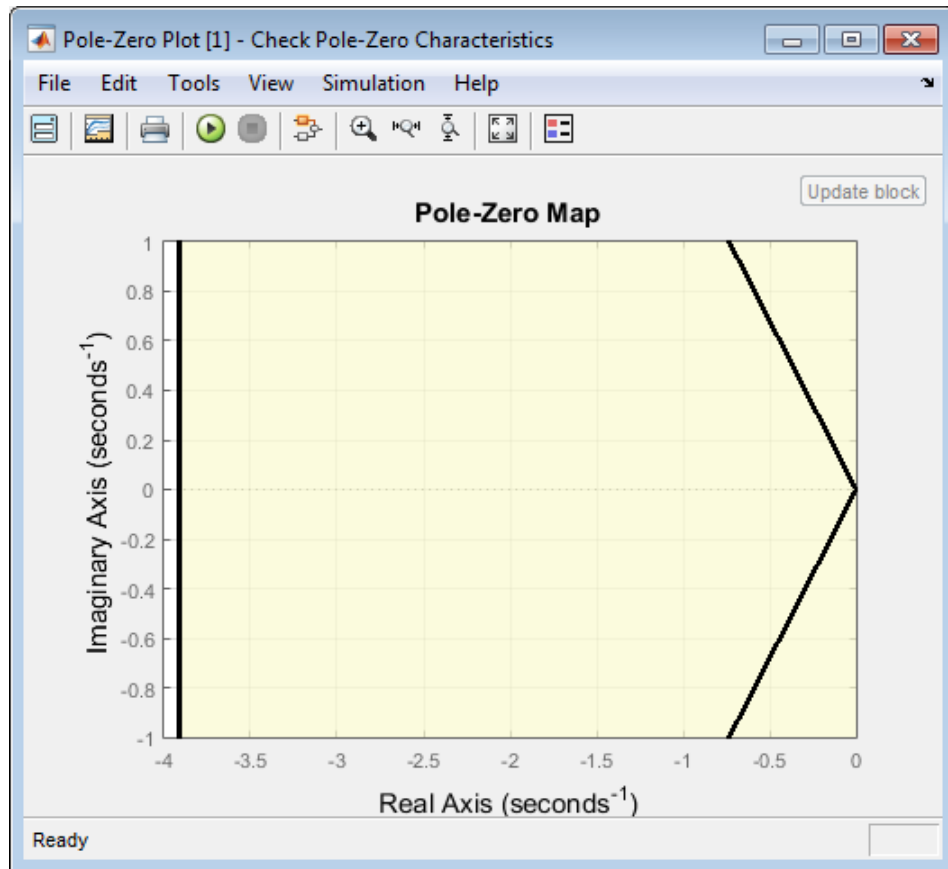 Pole-Zero Plot [1] - Check Pole-Zero Characteristics
File Edit Tools View Simulation Help
Update block
Pole-Zero Map
Imaginary Axis (seconds⁻¹)
1
0.8
0.6
0.4
0.2
0
-0.2
-0.4
-0.6
-0.8
-1
-4 -3.5 -3 -2.5 -2 -1.5 -1 -0.5 0
Real Axis (seconds⁻¹)
Ready